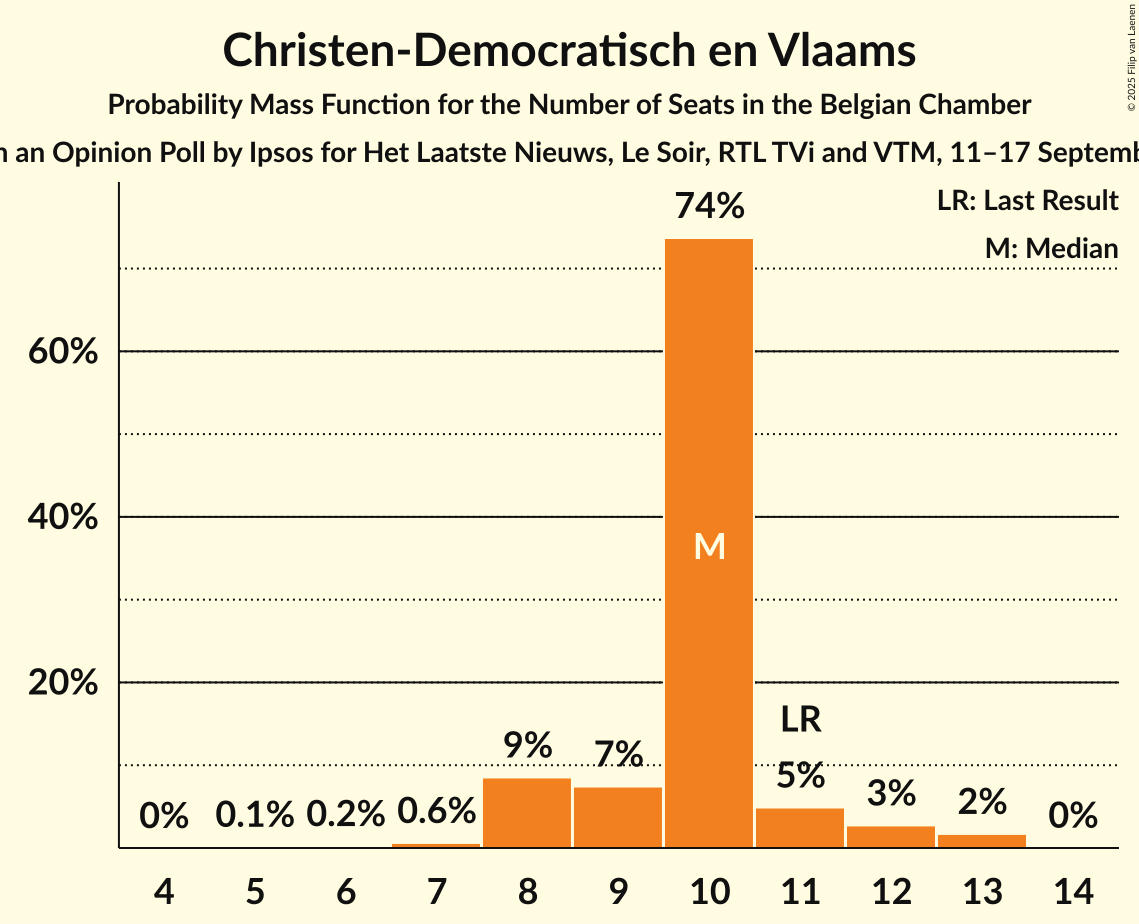 Christen-Democratisch en Vlaams
Probability Mass Function for the Number of Seats in the Belgian Chamber
an Opinion Poll by Ipsos for Het Laatste Nieuws, Le Soir, RTL TVi and VTM, 11–17
© 2025 Filip van Laenen
LR: Last Result
M: Median
74%
60%
40%
M
20%
LR
9% 7% 5% 3% 2%
0% 0.1% 0.2% 0.6% 0%
4 5 6 7 8 9 10 11 12 13 14